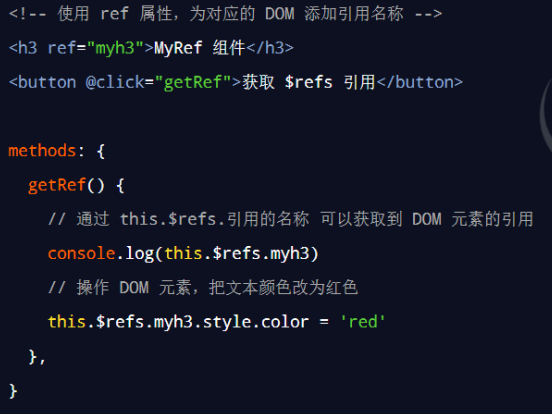 <!-- 使用 ref 属性，为对应的 DOM 添加引用名称 -->
<h3 ref="myh3">MyRef 组件</h3>
<button @click="getRef">获取 $refs 引用</button>
methods: {
getRef() {
// 通过 this.$refs.引用的名称 可以获取到 DOM 元素的引用
console.log(this.$refs.myh3)
// 操作 DOM 元素，把文本颜色改为红色
this.$refs.myh3.style.color = 'red'
},
}